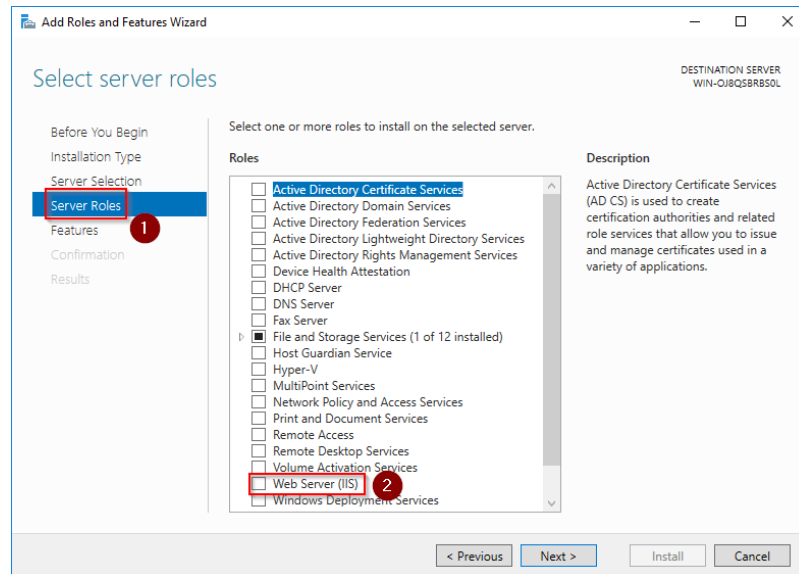 Add Roles and Features Wizard
Select server roles
DESTINATION SERVER
WIN-OJ8QSBRBS0L
Before You Begin
Installation Type
Server Selection
Server Roles
1
Features
Confirmation
Results
Select one or more roles to install on the selected server.
Roles
Active Directory Certificate Services
Active Directory Domain Services
Active Directory Federation Services
Active Directory Lightweight Directory Services
Active Directory Rights Management Services
Device Health Attestation
DHCP Server
DNS Server
Fax Server
File and Storage Services (1 of 12 installed)
Host Guardian Service
Hyper-V
MultiPoint Services
Network Policy and Access Services
Print and Document Services
Remote Access
Remote Desktop Services
Volume Activation Services
Web Server (IIS)
2
Windows Deployment Services
Description
Active Directory Certificate Services
(AD CS) is used to create
certification authorities and related
role services that allow you to issue
and manage certificates used in a
variety of applications.
< Previous
Next >
Install
Cancel